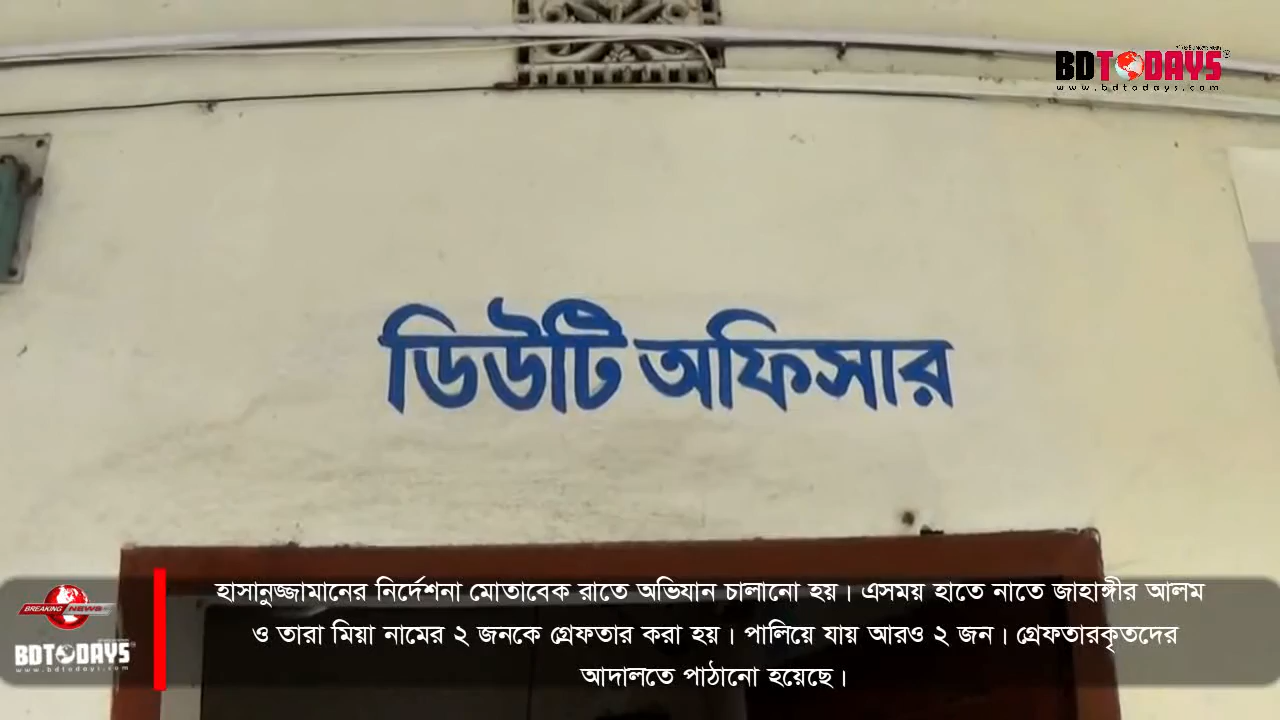 BDTODAYS
www.bdtodays.com
ডিউটি অফিসার
হাসানুজ্জামানের নির্দেশনা মোতাবেক রাতে অভিযান চালানো হয়। এসময় হাতে নাতে জাহাঙ্গীর আলম
ও তারা মিয়া নামের ২ জনকে গ্রেফতার করা হয়। পালিয়ে যায় আরও ২ জন। গ্রেফতারকৃতদের
আদালতে পাঠানো হয়েছে।
BREAKING NEWS
BDTODAYS
www.bdtodays.com